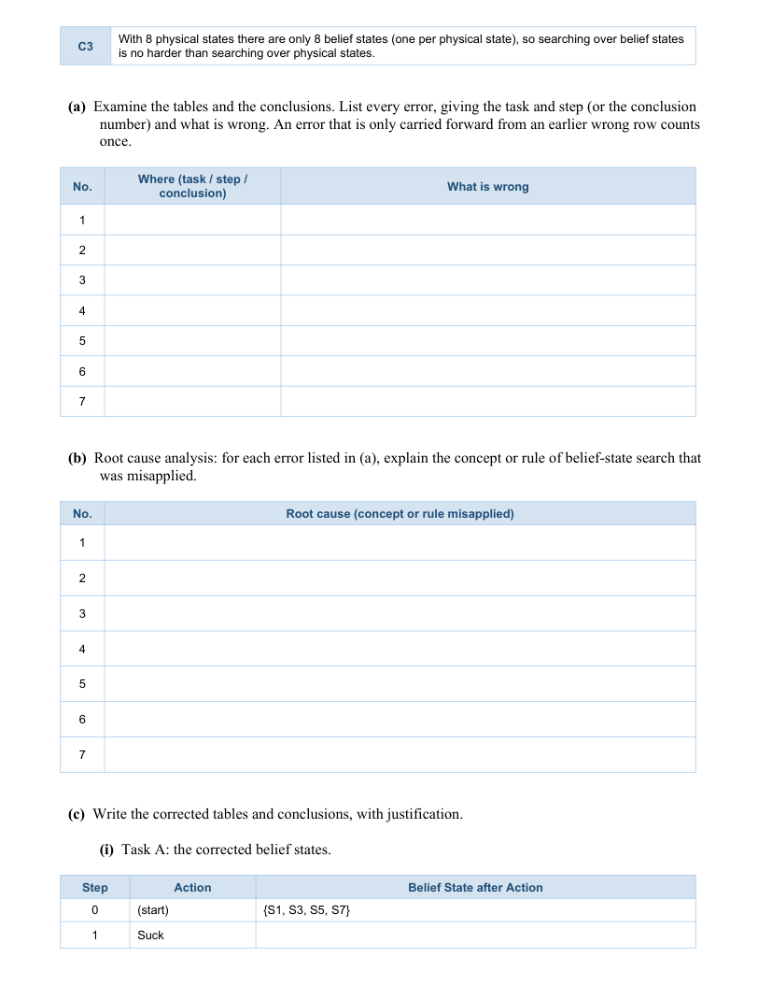 C3
With 8 physical states there are only 8 belief states (one per physical state), so searching over belief states
is no harder than searching over physical states.
(a) Examine the tables and the conclusions. List every error, giving the task and step (or the conclusion
number) and what is wrong. An error that is only carried forward from an earlier wrong row counts
once.
No.
Where (task / step /
conclusion)
What is wrong
1
2
3
4
5
6
7
(b) Root cause analysis: for each error listed in (a), explain the concept or rule of belief-state search that
was misapplied.
No.
Root cause (concept or rule misapplied)
1
2
3
4
5
6
7
(c) Write the corrected tables and conclusions, with justification.
(i) Task A: the corrected belief states.
Step
Action
Belief State after Action
0
(start)
{S1, S3, S5, S7}
1
Suck